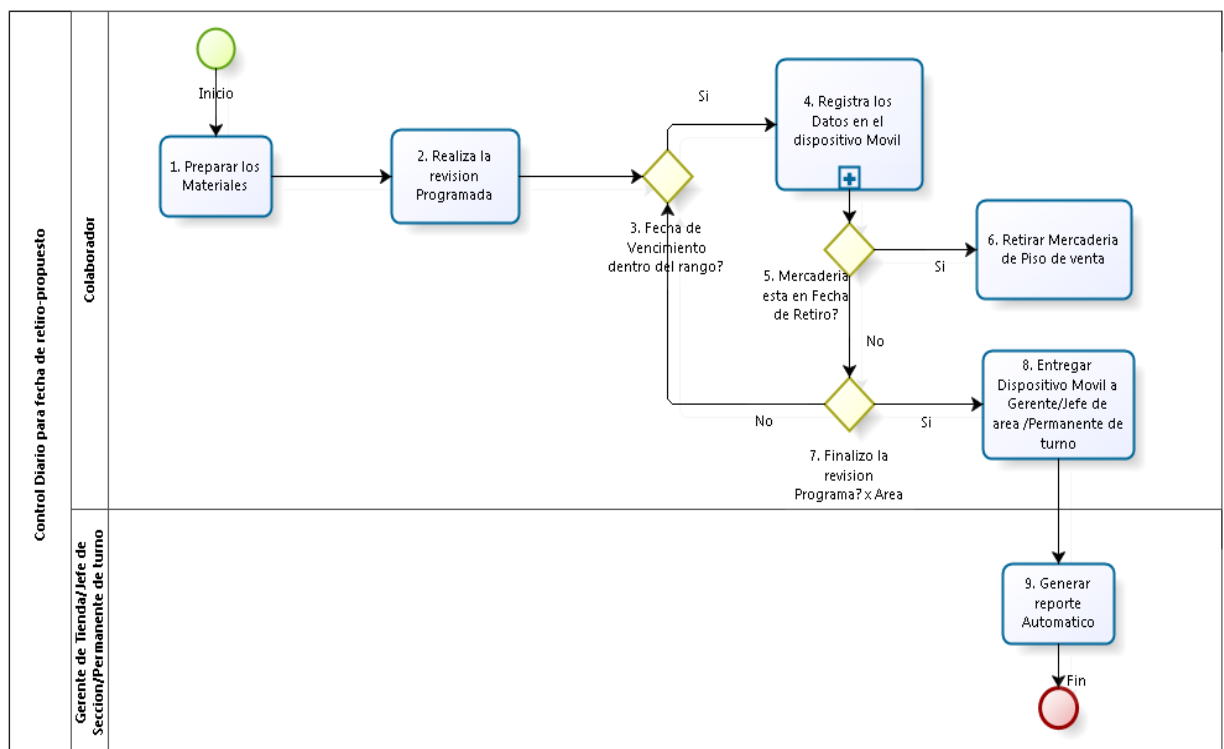 Control Diario para fecha de retiro-propuesto
Colaborador
Inicio
1. Preparar los
Materiales
2. Realiza la
revision
Programada
3. Fecha de
Vencimiento
dentro del rango?
Si
4. Registra los
Datos en el
dispositivo Movil
5. Mercaderia
esta en Fecha
de Retiro?
Si
6. Retirar Mercaderia
de Piso de venta
No
7. Finalizo la
revision
Programa? x Area
No
Si
8. Entregar
Dispositivo Movil a
Gerente/Jefe de
area /Permanente de
turno
Gerente de Tienda/Jefe de
Seccion/Permanente de turno
9. Generar
reporte
Automatico
Fin